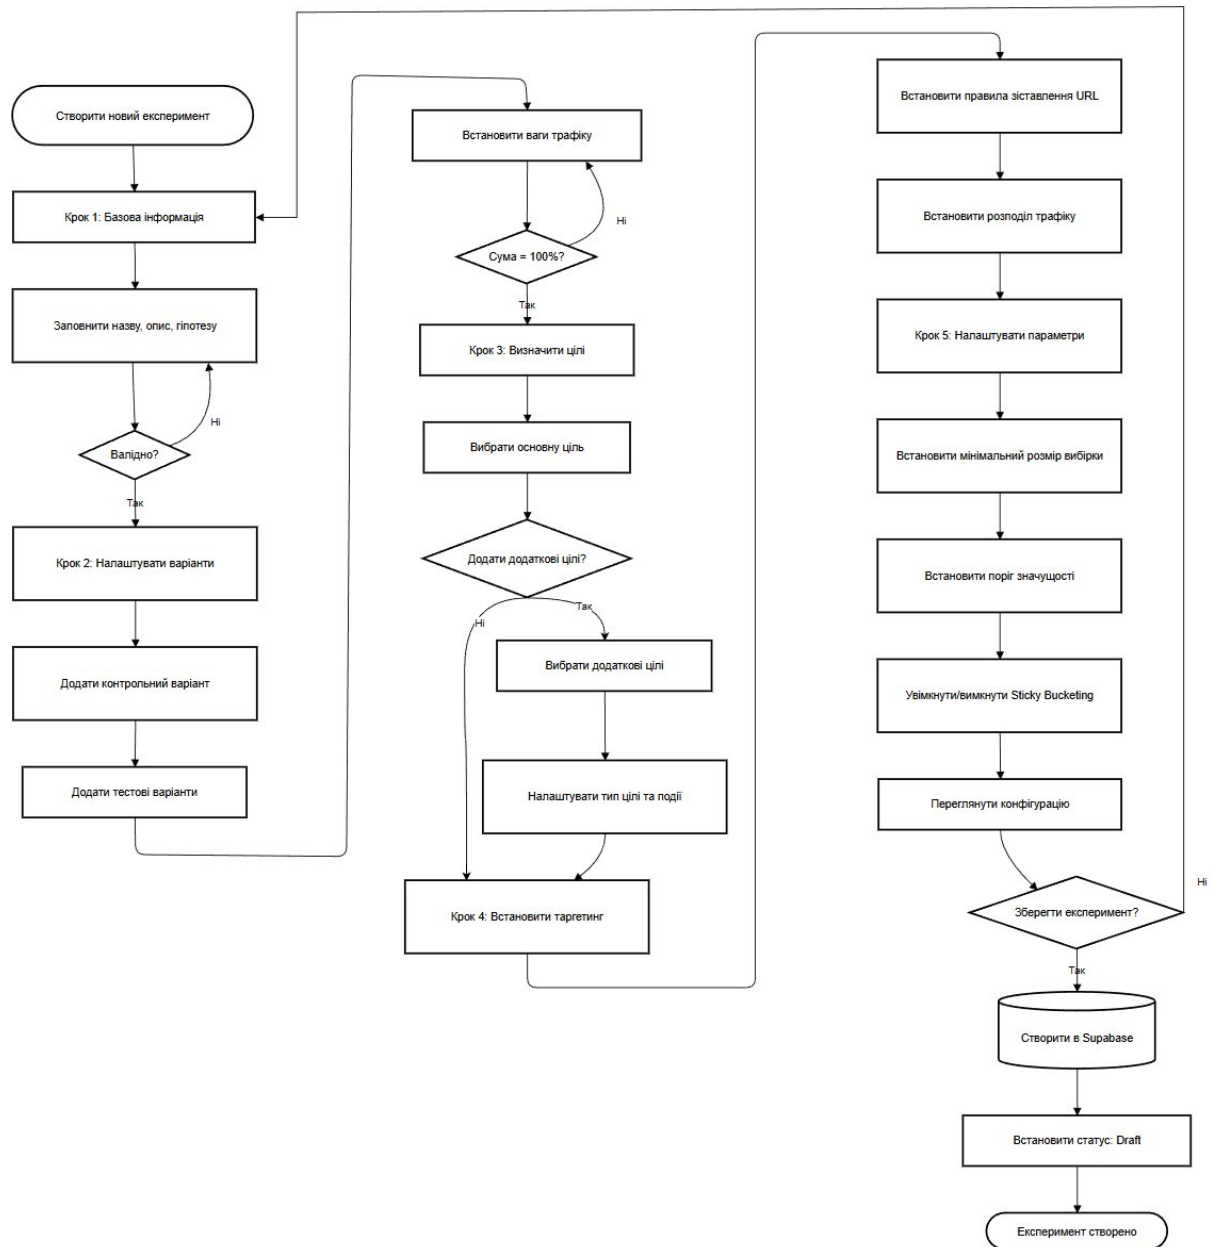 Створити новий експеримент
Крок 1: Базова інформація
Заповнити назву, опис, гіпотезу
Ні
Валідно?
Так
Крок 2: Налаштувати варіанти
Додати контрольний варіант
Додати тестові варіанти
Встановити ваги трафіку
Ні
Сума = 100%?
Так
Крок 3: Визначити цілі
Вибрати основну ціль
Додати додаткові цілі?
Так
Ні
Вибрати додаткові цілі
Налаштувати тип цілі та події
Крок 4: Встановити таргетинг
Встановити правила зіставлення URL
Встановити розподіл трафіку
Крок 5: Налаштувати параметри
Встановити мінімальний розмір вибірки
Встановити поріг значущості
Увімкнути/вимкнути Sticky Bucketing
Переглянути конфігурацію
Ні
Зберегти експеримент?
Так
Створити в Supabase
Встановити статус: Draft
Експеримент створено